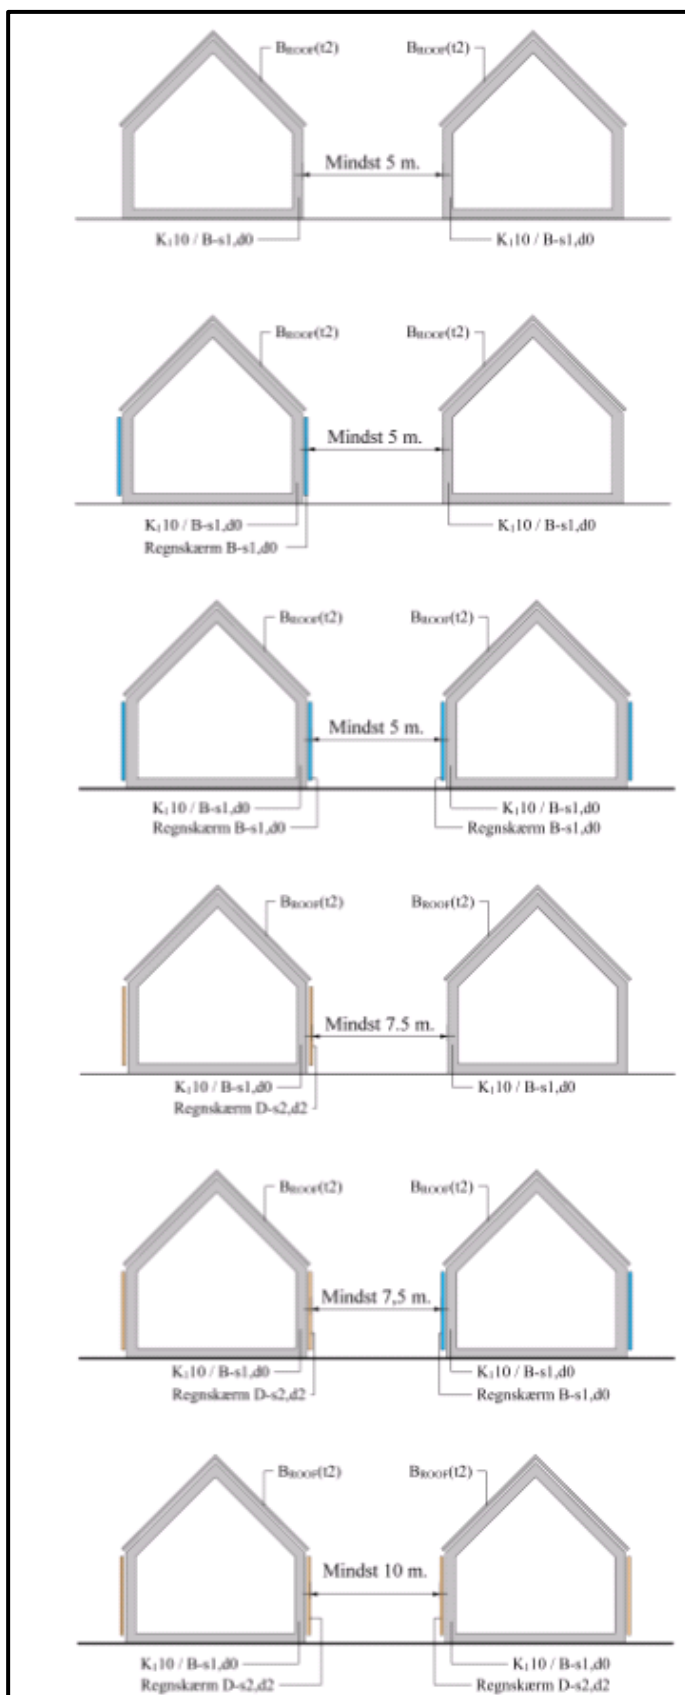 BROOF(t2) BROOF(t2)
Mindst 5 m.
K₁10 / B-s1,d0 K₁10 / B-s1,d0
BROOF(t2) BROOF(t2)
Mindst 5 m.
K₁10 / B-s1,d0 K₁10 / B-s1,d0
Regnskærm B-s1,d0
BROOF(t2) BROOF(t2)
Mindst 5 m.
K₁10 / B-s1,d0 K₁10 / B-s1,d0
Regnskærm B-s1,d0 Regnskærm B-s1,d0
BROOF(t2) BROOF(t2)
Mindst 7.5 m.
K₁10 / B-s1,d0 K₁10 / B-s1,d0
Regnskærm D-s2,d2
BROOF(t2) BROOF(t2)
Mindst 7,5 m.
K₁10 / B-s1,d0 K₁10 / B-s1,d0
Regnskærm D-s2,d2 Regnskærm B-s1,d0
BROOF(t2) BROOF(t2)
Mindst 10 m.
K₁10 / B-s1,d0 K₁10 / B-s1,d0
Regnskærm D-s2,d2 Regnskærm D-s2,d2